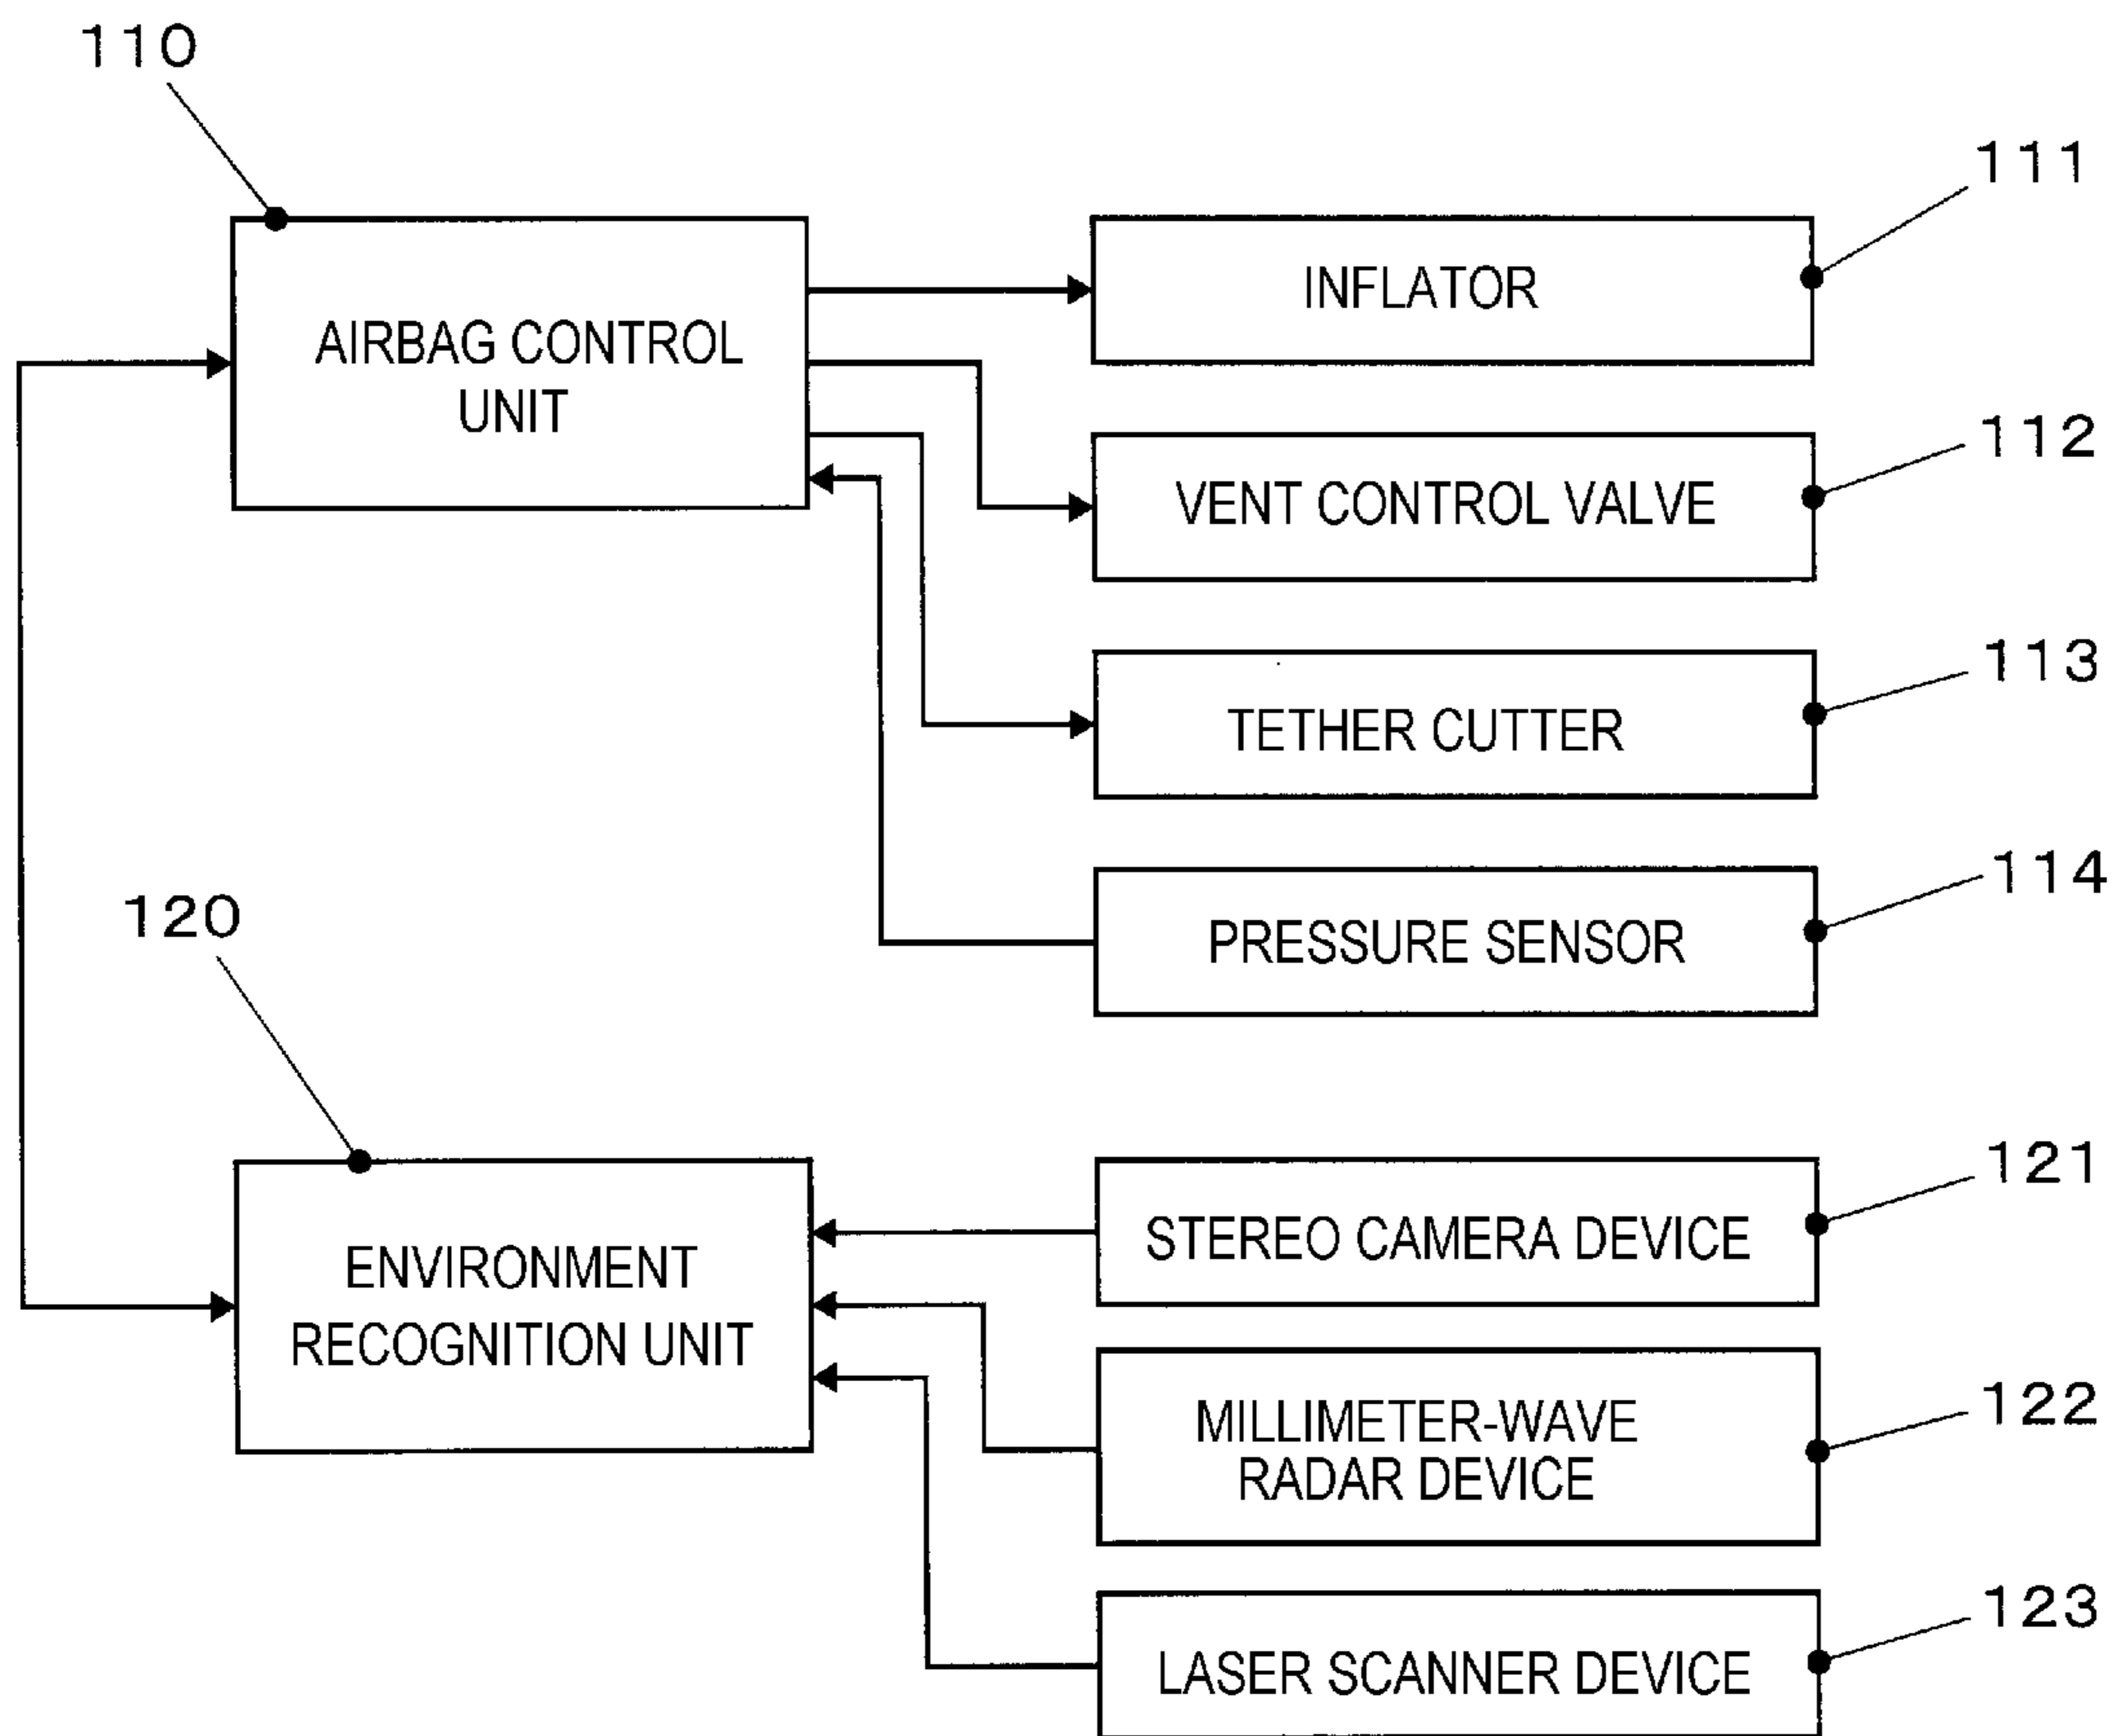 110
111
AIRBAG CONTROL
UNIT
INFLATOR
112
VENT CONTROL VALVE
113
TETHER CUTTER
114
PRESSURE SENSOR
120
121
ENVIRONMENT
RECOGNITION UNIT
STEREO CAMERA DEVICE
122
MILLIMETER-WAVE
RADAR DEVICE
123
LASER SCANNER DEVICE